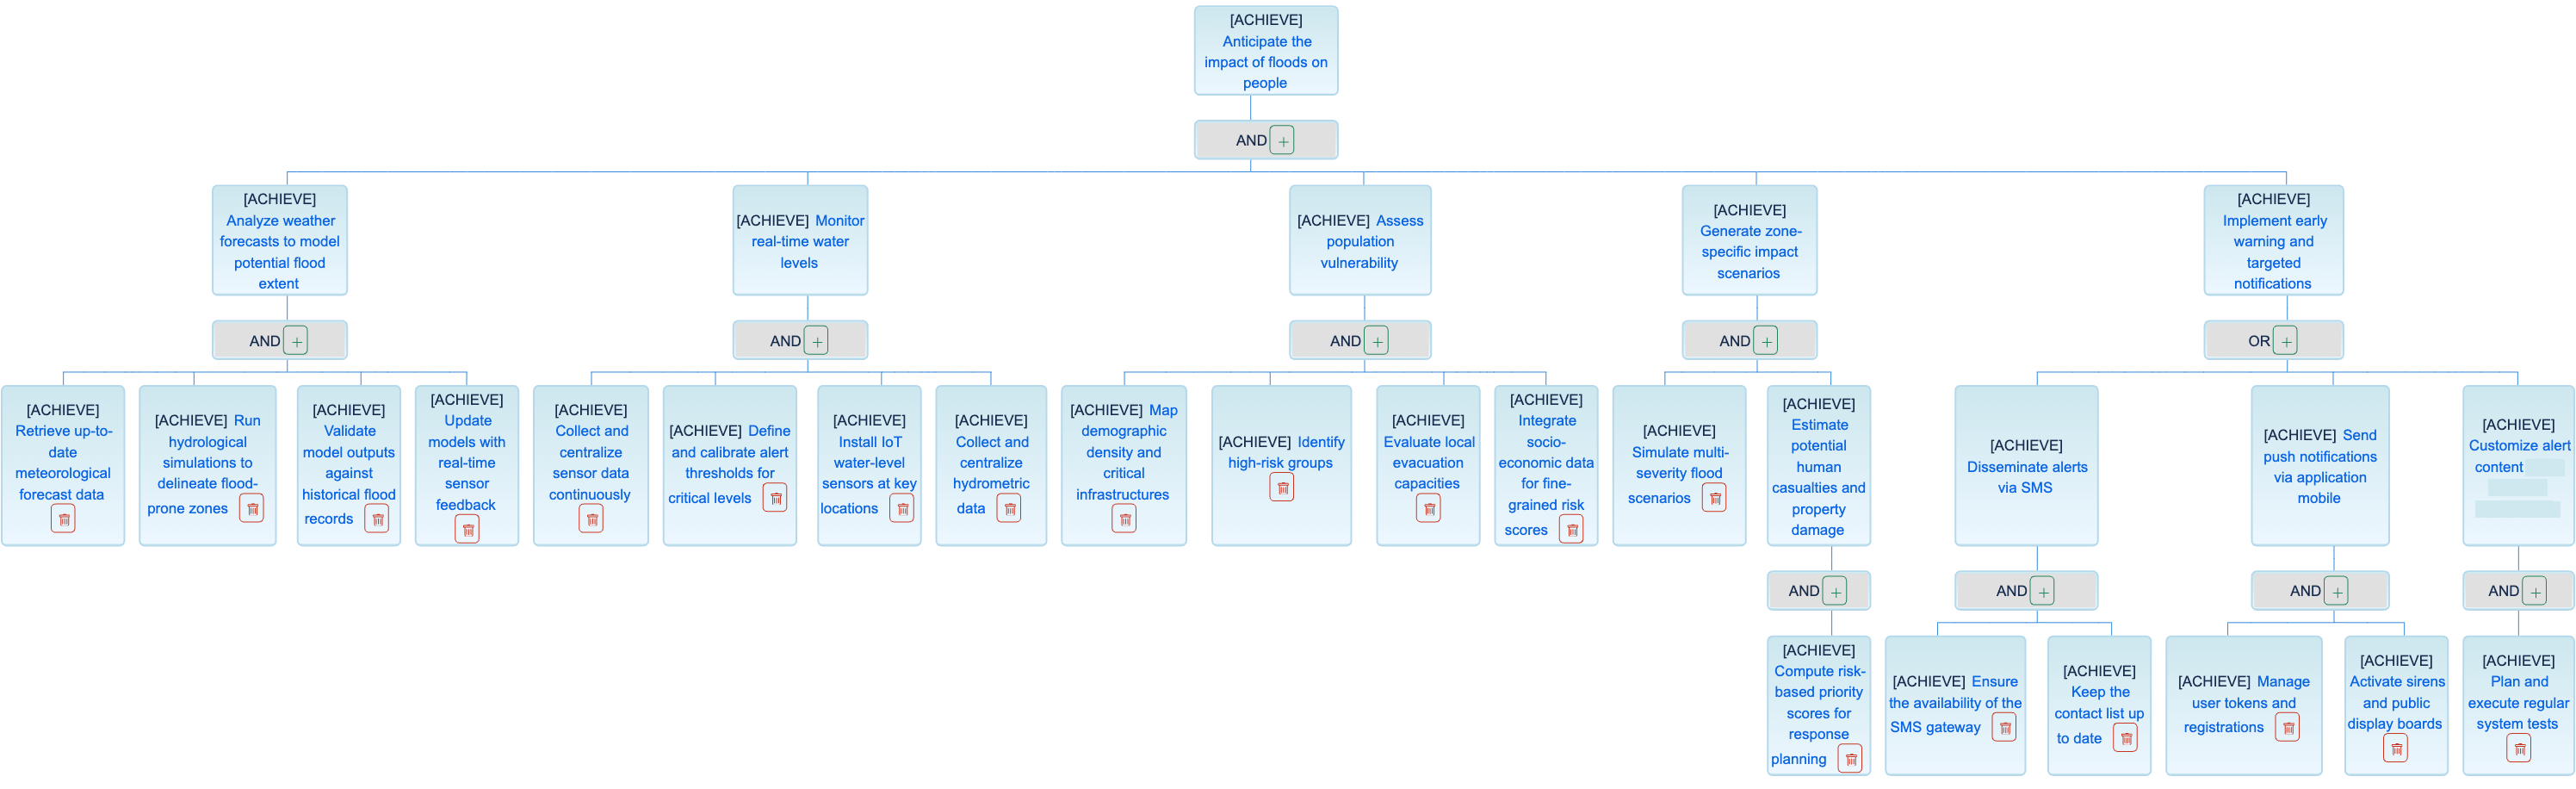 [ACHIEVE]
Anticipate the
impact of floods on
people
AND
[ACHIEVE]
Analyze weather
forecasts to model
potential flood
extent
[ACHIEVE] Monitor
real-time water
levels
[ACHIEVE] Assess
population
vulnerability
[ACHIEVE]
Generate zone-
specific impact
scenarios
[ACHIEVE]
Implement early
warning and
targeted
notifications
AND
AND
AND
AND
OR
[ACHIEVE]
Retrieve up-to-
date
meteorological
forecast data
[ACHIEVE] Run
hydrological
simulations to
delineate flood-
prone zones
[ACHIEVE]
Validate
model outputs
against
historical flood
records
[ACHIEVE]
Update
models with
real-time
sensor
feedback
[ACHIEVE]
Collect and
centralize
sensor data
continuously
[ACHIEVE] Define
and calibrate alert
thresholds for
critical levels
[ACHIEVE]
Install IoT
water-level
sensors at key
locations
[ACHIEVE]
Collect and
centralize
hydrometric
data
[ACHIEVE] Map
demographic
density and
critical
infrastructures
[ACHIEVE] Identify
high-risk groups
[ACHIEVE]
Evaluate local
evacuation
capacities
[ACHIEVE]
Integrate
socio-
economic data
for fine-
grained risk
scores
[ACHIEVE]
Simulate multi-
severity flood
scenarios
[ACHIEVE]
Estimate
potential
human
casualties and
property
damage
[ACHIEVE]
Disseminate alerts
via SMS
[ACHIEVE] Send
push notifications
via application
mobile
[ACHIEVE]
Customize alert
content
AND
AND
AND
AND
[ACHIEVE]
Compute risk-
based priority
scores for
response
planning
[ACHIEVE] Ensure
the availability of the
SMS gateway
[ACHIEVE]
Keep the
contact list up
to date
[ACHIEVE] Manage
user tokens and
registrations
[ACHIEVE]
Activate sirens
and public
display boards
[ACHIEVE]
Plan and
execute regular
system tests